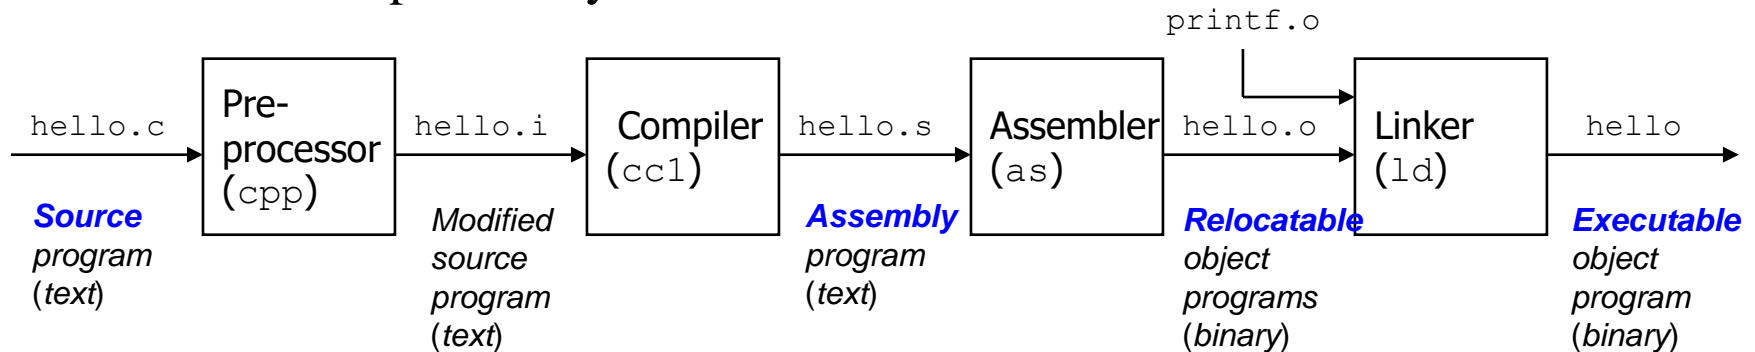 printf.o
hello.c
Pre-
processor
(cpp)
hello.i
Compiler
(cc1)
hello.s
Assembler
(as)
hello.o
Linker
(ld)
hello
Source
program
(text)
Modified
source
program
(text)
Assembly
program
(text)
Relocatable
object
programs
(binary)
Executable
object
program
(binary)